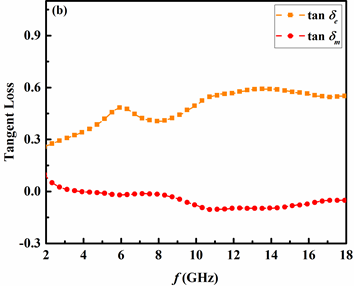 (b)
tan δe
tan δm
Tangent Loss
0.9
0.6
0.3
0.0
-0.3
2 4 6 8 10 12 14 16 18
f (GHz)